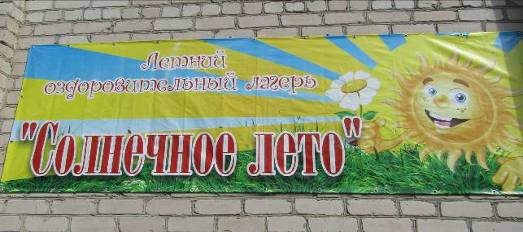 Летний
оздоровительный лагерь
"Солнечное лето"